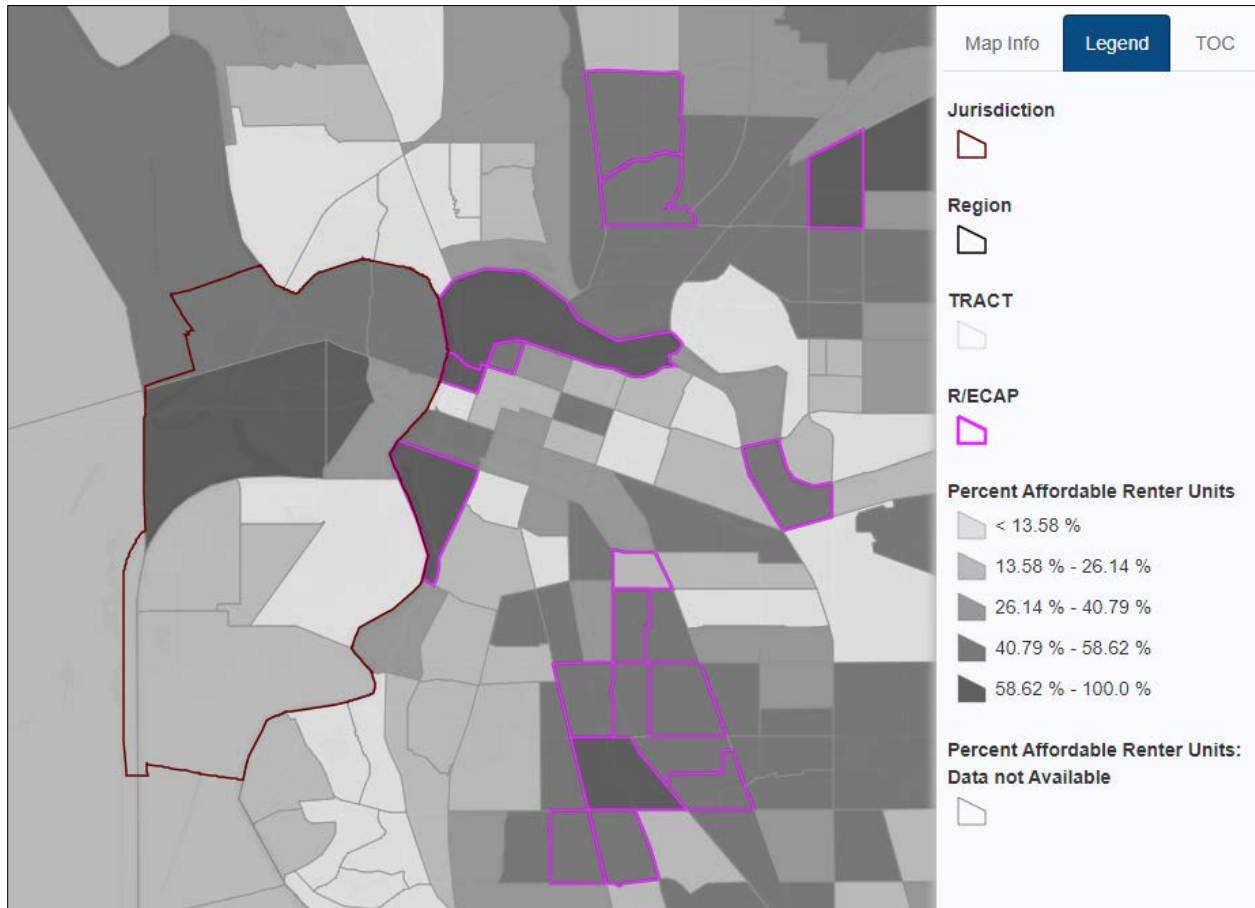 Map Info Legend TOC
Jurisdiction
Region
TRACT
R/ECAP
Percent Affordable Renter Units
< 13.58 %
13.58 % - 26.14 %
26.14 % - 40.79 %
40.79 % - 58.62 %
58.62 % - 100.0 %
Percent Affordable Renter Units:
Data not Available